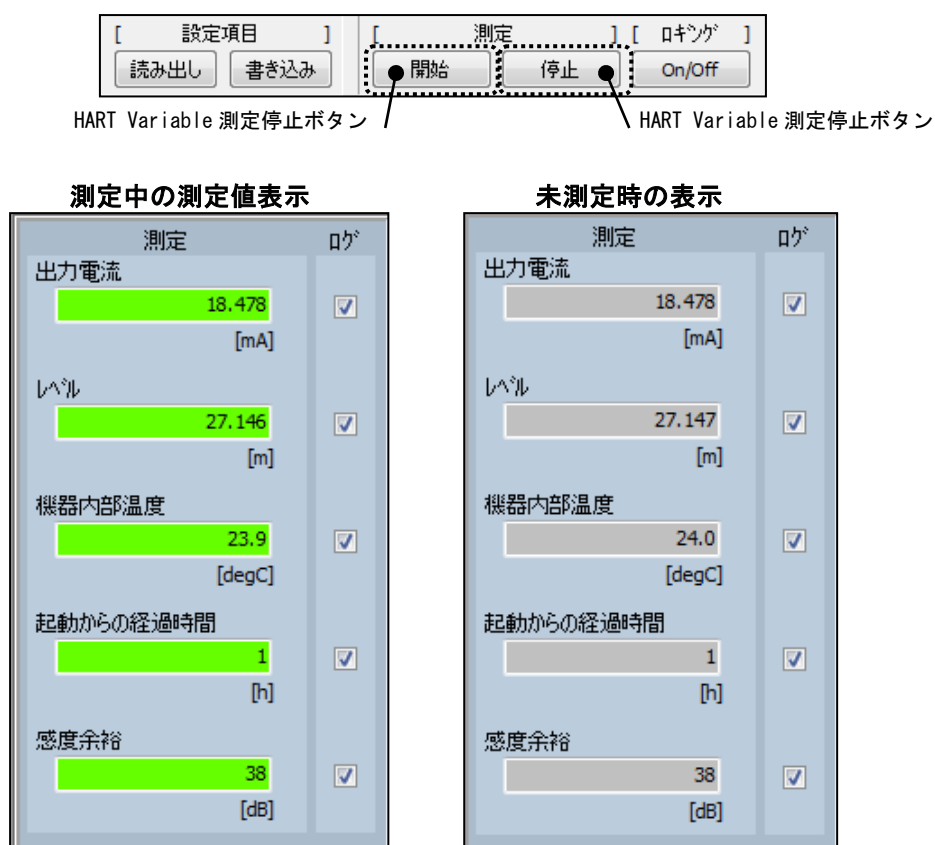 [ 設定項目 ] [ 測定 ] [ ﾛｷﾝｸﾞ ]
読み出し 書き込み 開始 停止 On/Off
HART Variable 測定停止ボタン HART Variable 測定停止ボタン
測定中の測定値表示
測定 ﾛｸﾞ
出力電流
18.478
[mA]
ﾚﾍﾞﾙ
27.146
[m]
機器内部温度
23.9
[degC]
起動からの経過時間
1
[h]
感度余裕
38
[dB]
未測定時の表示
測定 ﾛｸﾞ
出力電流
18.478
[mA]
ﾚﾍﾞﾙ
27.147
[m]
機器内部温度
24.0
[degC]
起動からの経過時間
1
[h]
感度余裕
38
[dB]